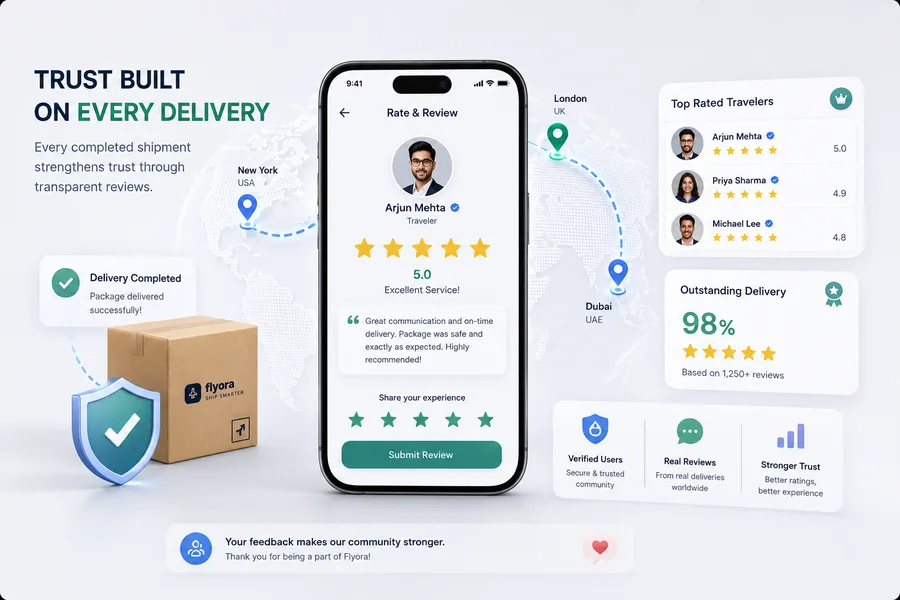 TRUST BUILT
ON EVERY DELIVERY
Every completed shipment
strengthens trust through
transparent reviews.
New York
USA
Delivery Completed
Package delivered
successfully!
flyora
SHIP SMARTER
9:41
Rate & Review
Arjun Mehta
Traveler
5.0
Excellent Service!
“ Great communication and on-time
delivery. Package was safe and
exactly as expected. Highly
recommended!
Share your experience
Submit Review
London
UK
Dubai
UAE
Top Rated Travelers
Arjun Mehta
5.0
Priya Sharma
4.9
Michael Lee
4.8
Outstanding Delivery
98%
Based on 1,250+ reviews
Verified Users
Secure & trusted
community
Real Reviews
From real deliveries
worldwide
Stronger Trust
Better ratings,
better experience
Your feedback makes our community stronger.
Thank you for being a part of Flyora!